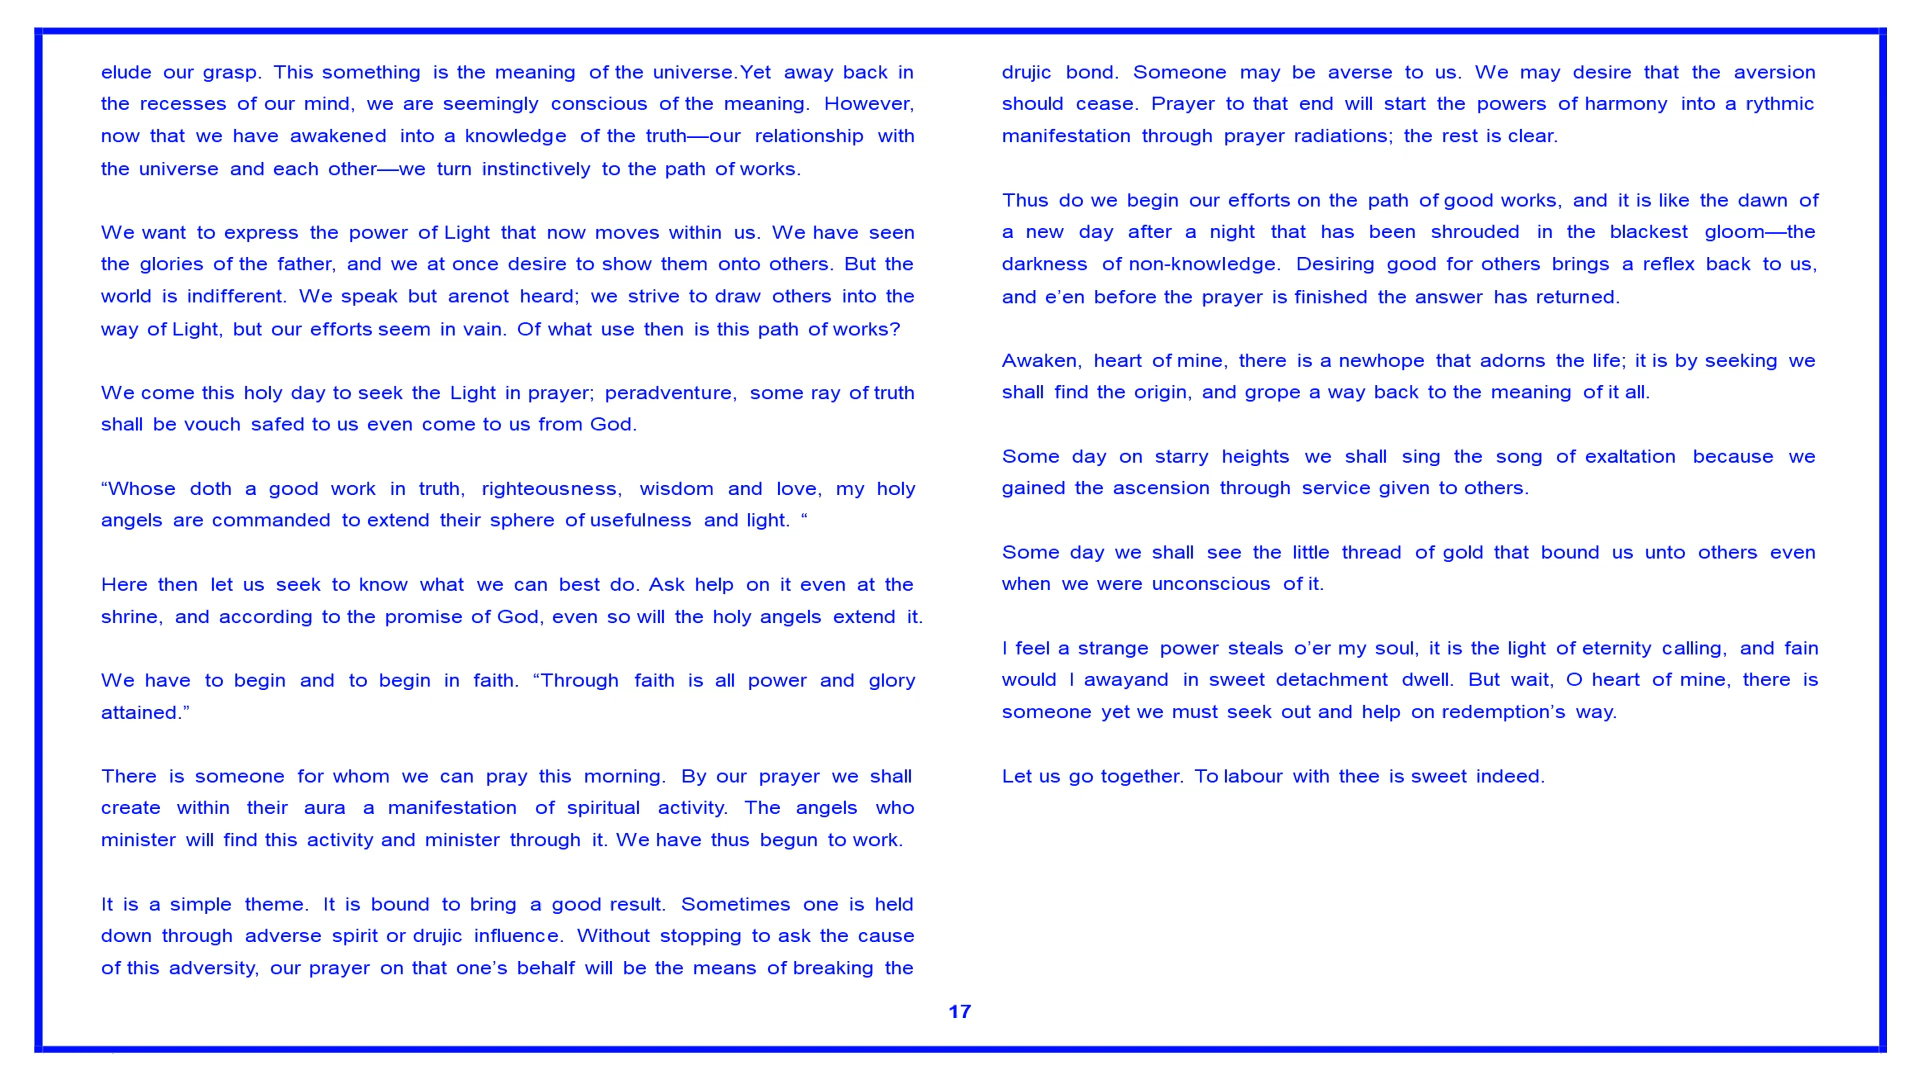 elude our grasp. This something is the meaning of the universe.Yet away back in
the recesses of our mind, we are seemingly conscious of the meaning. However,
now that we have awakened into a knowledge of the truth—our relationship with
the universe and each other—we turn instinctively to the path of works.
We want to express the power of Light that now moves within us. We have seen
the glories of the father, and we at once desire to show them onto others. But the
world is indifferent. We speak but arenot heard; we strive to draw others into the
way of Light, but our efforts seem in vain. Of what use then is this path of works?
We come this holy day to seek the Light in prayer; peradventure, some ray of truth
shall be vouch safed to us even come to us from God.
“Whose doth a good work in truth, righteousness, wisdom and love, my holy
angels are commanded to extend their sphere of usefulness and light. “
Here then let us seek to know what we can best do. Ask help on it even at the
shrine, and according to the promise of God, even so will the holy angels extend it.
We have to begin and to begin in faith. “Through faith is all power and glory
attained.”
There is someone for whom we can pray this morning. By our prayer we shall
create within their aura a manifestation of spiritual activity. The angels who
minister will find this activity and minister through it. We have thus begun to work.
It is a simple theme. It is bound to bring a good result. Sometimes one is held
down through adverse spirit or drujic influence. Without stopping to ask the cause
of this adversity, our prayer on that one’s behalf will be the means of breaking the
drujic bond. Someone may be averse to us. We may desire that the aversion
should cease. Prayer to that end will start the powers of harmony into a rythmic
manifestation through prayer radiations; the rest is clear.
Thus do we begin our efforts on the path of good works, and it is like the dawn of
a new day after a night that has been shrouded in the blackest gloom—the
darkness of non-knowledge. Desiring good for others brings a reflex back to us,
and e’en before the prayer is finished the answer has returned.
Awaken, heart of mine, there is a newhope that adorns the life; it is by seeking we
shall find the origin, and grope a way back to the meaning of it all.
Some day on starry heights we shall sing the song of exaltation because we
gained the ascension through service given to others.
Some day we shall see the little thread of gold that bound us unto others even
when we were unconscious of it.
I feel a strange power steals o’er my soul, it is the light of eternity calling, and fain
would I awayand in sweet detachment dwell. But wait, O heart of mine, there is
someone yet we must seek out and help on redemption’s way.
Let us go together. To labour with thee is sweet indeed.
17